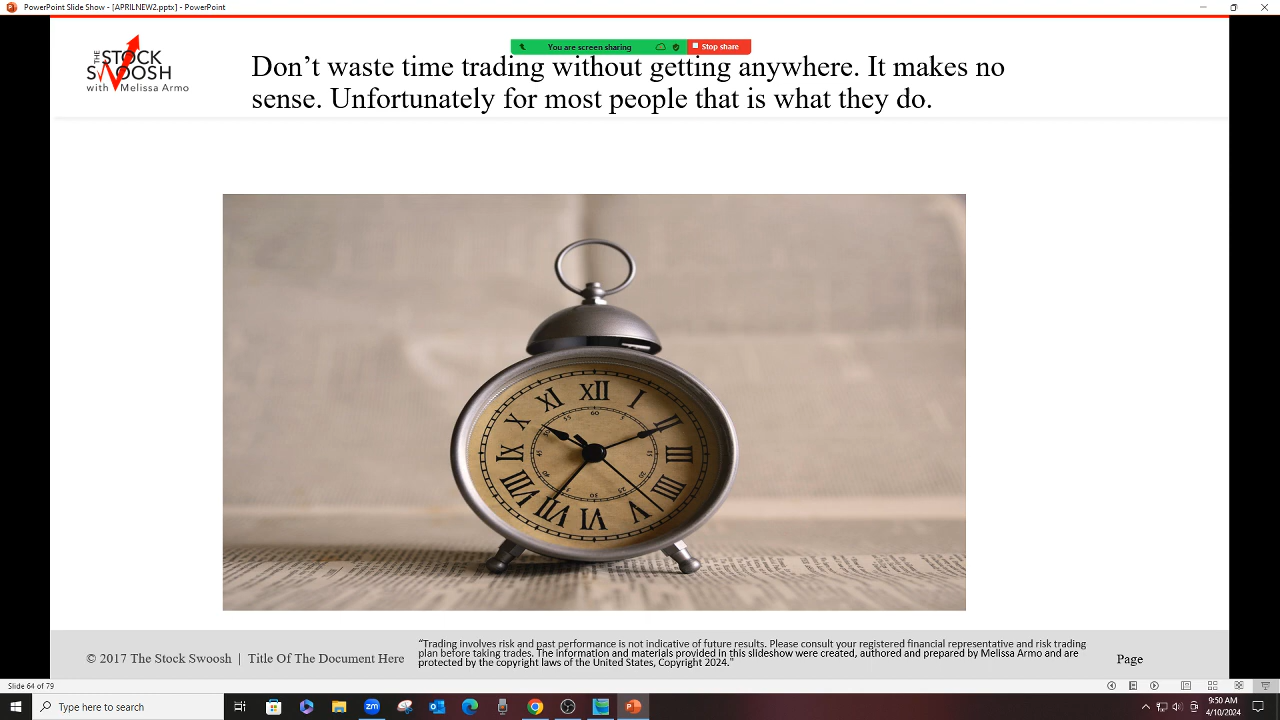 PowerPoint Slide Show - [APRILNEW2.pptx] - PowerPoint
You are screen sharing
Stop share
THE STOCK
SWOOSH
with Melissa Armo
Don’t waste time trading without getting anywhere. It makes no
sense. Unfortunately for most people that is what they do.
XII
I
II
III
IIII
V
VI
VII
VIII
IX
X
XI
© 2017 The Stock Swoosh | Title Of The Document Here
“Trading involves risk and past performance is not indicative of future results. Please consult your registered financial representative and risk trading
plan before taking trades. The information and materials provided in this slideshow were created, authored and prepared by Melissa Armo and are
protected by the copyright laws of the United States, Copyright 2024."
Page
Slide 64 of 79
Type here to search
9:50 AM
4/10/2024